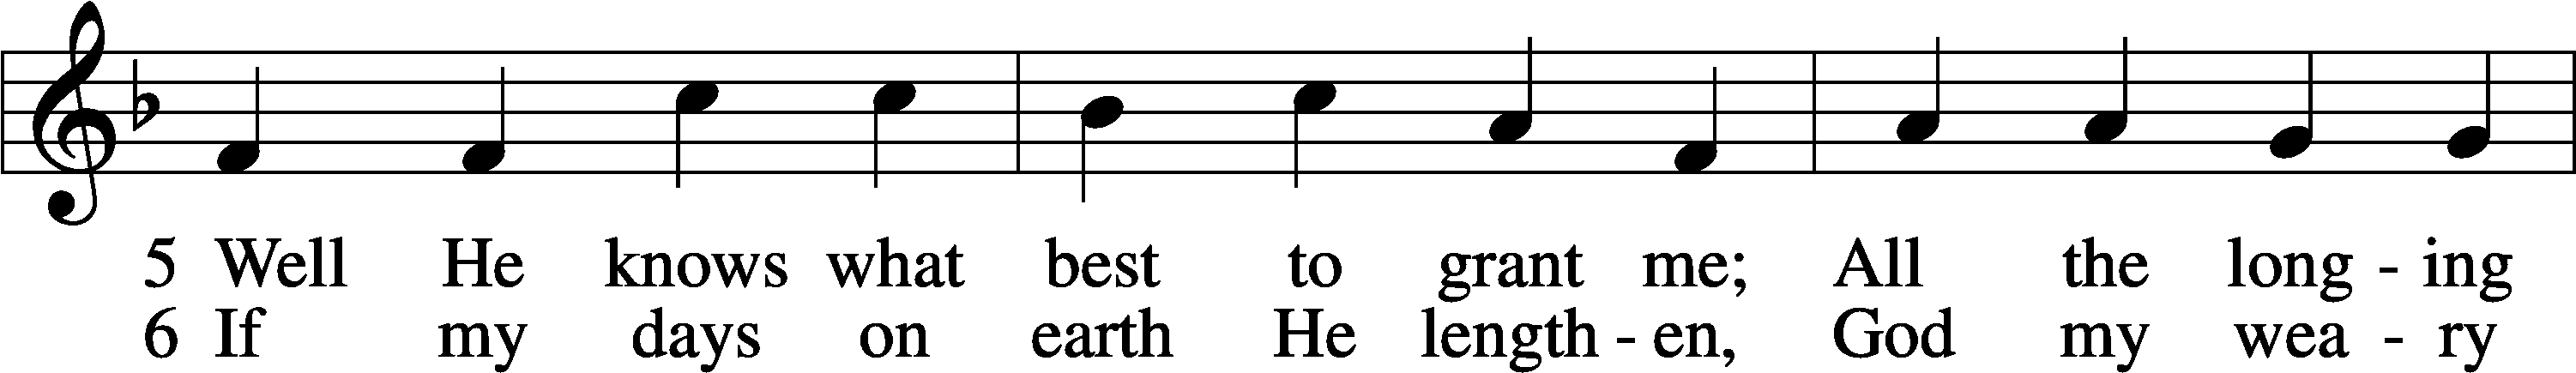 5 Well He knows what best to grant me; All the long - ing
6 If my days on earth He length - en, God my wea - ry